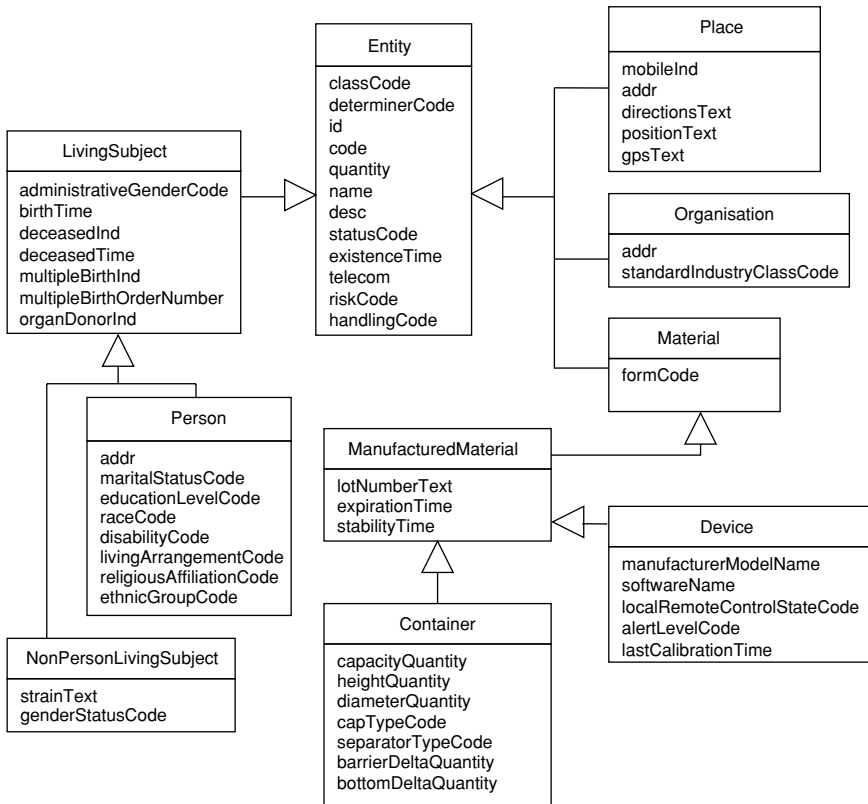 Entity
classCode
determinerCode
id
code
quantity
name
desc
statusCode
existenceTime
telecom
riskCode
handlingCode
Place
mobileInd
addr
directionsText
positionText
gpsText
LivingSubject
administrativeGenderCode
birthTime
deceasedInd
deceasedTime
multipleBirthInd
multipleBirthOrderNumber
organDonorInd
Organisation
addr
standardIndustryClassCode
Material
formCode
Person
addr
maritalStatusCode
educationLevelCode
raceCode
disabilityCode
livingArrangementCode
religiousAffiliationCode
ethnicGroupCode
ManufacturedMaterial
lotNumberText
expirationTime
stabilityTime
Device
manufacturerModelName
softwareName
localRemoteControlStateCode
alertLevelCode
lastCalibrationTime
Container
capacityQuantity
heightQuantity
diameterQuantity
capTypeCode
separatorTypeCode
barrierDeltaQuantity
bottomDeltaQuantity
NonPersonLivingSubject
strainText
genderStatusCode